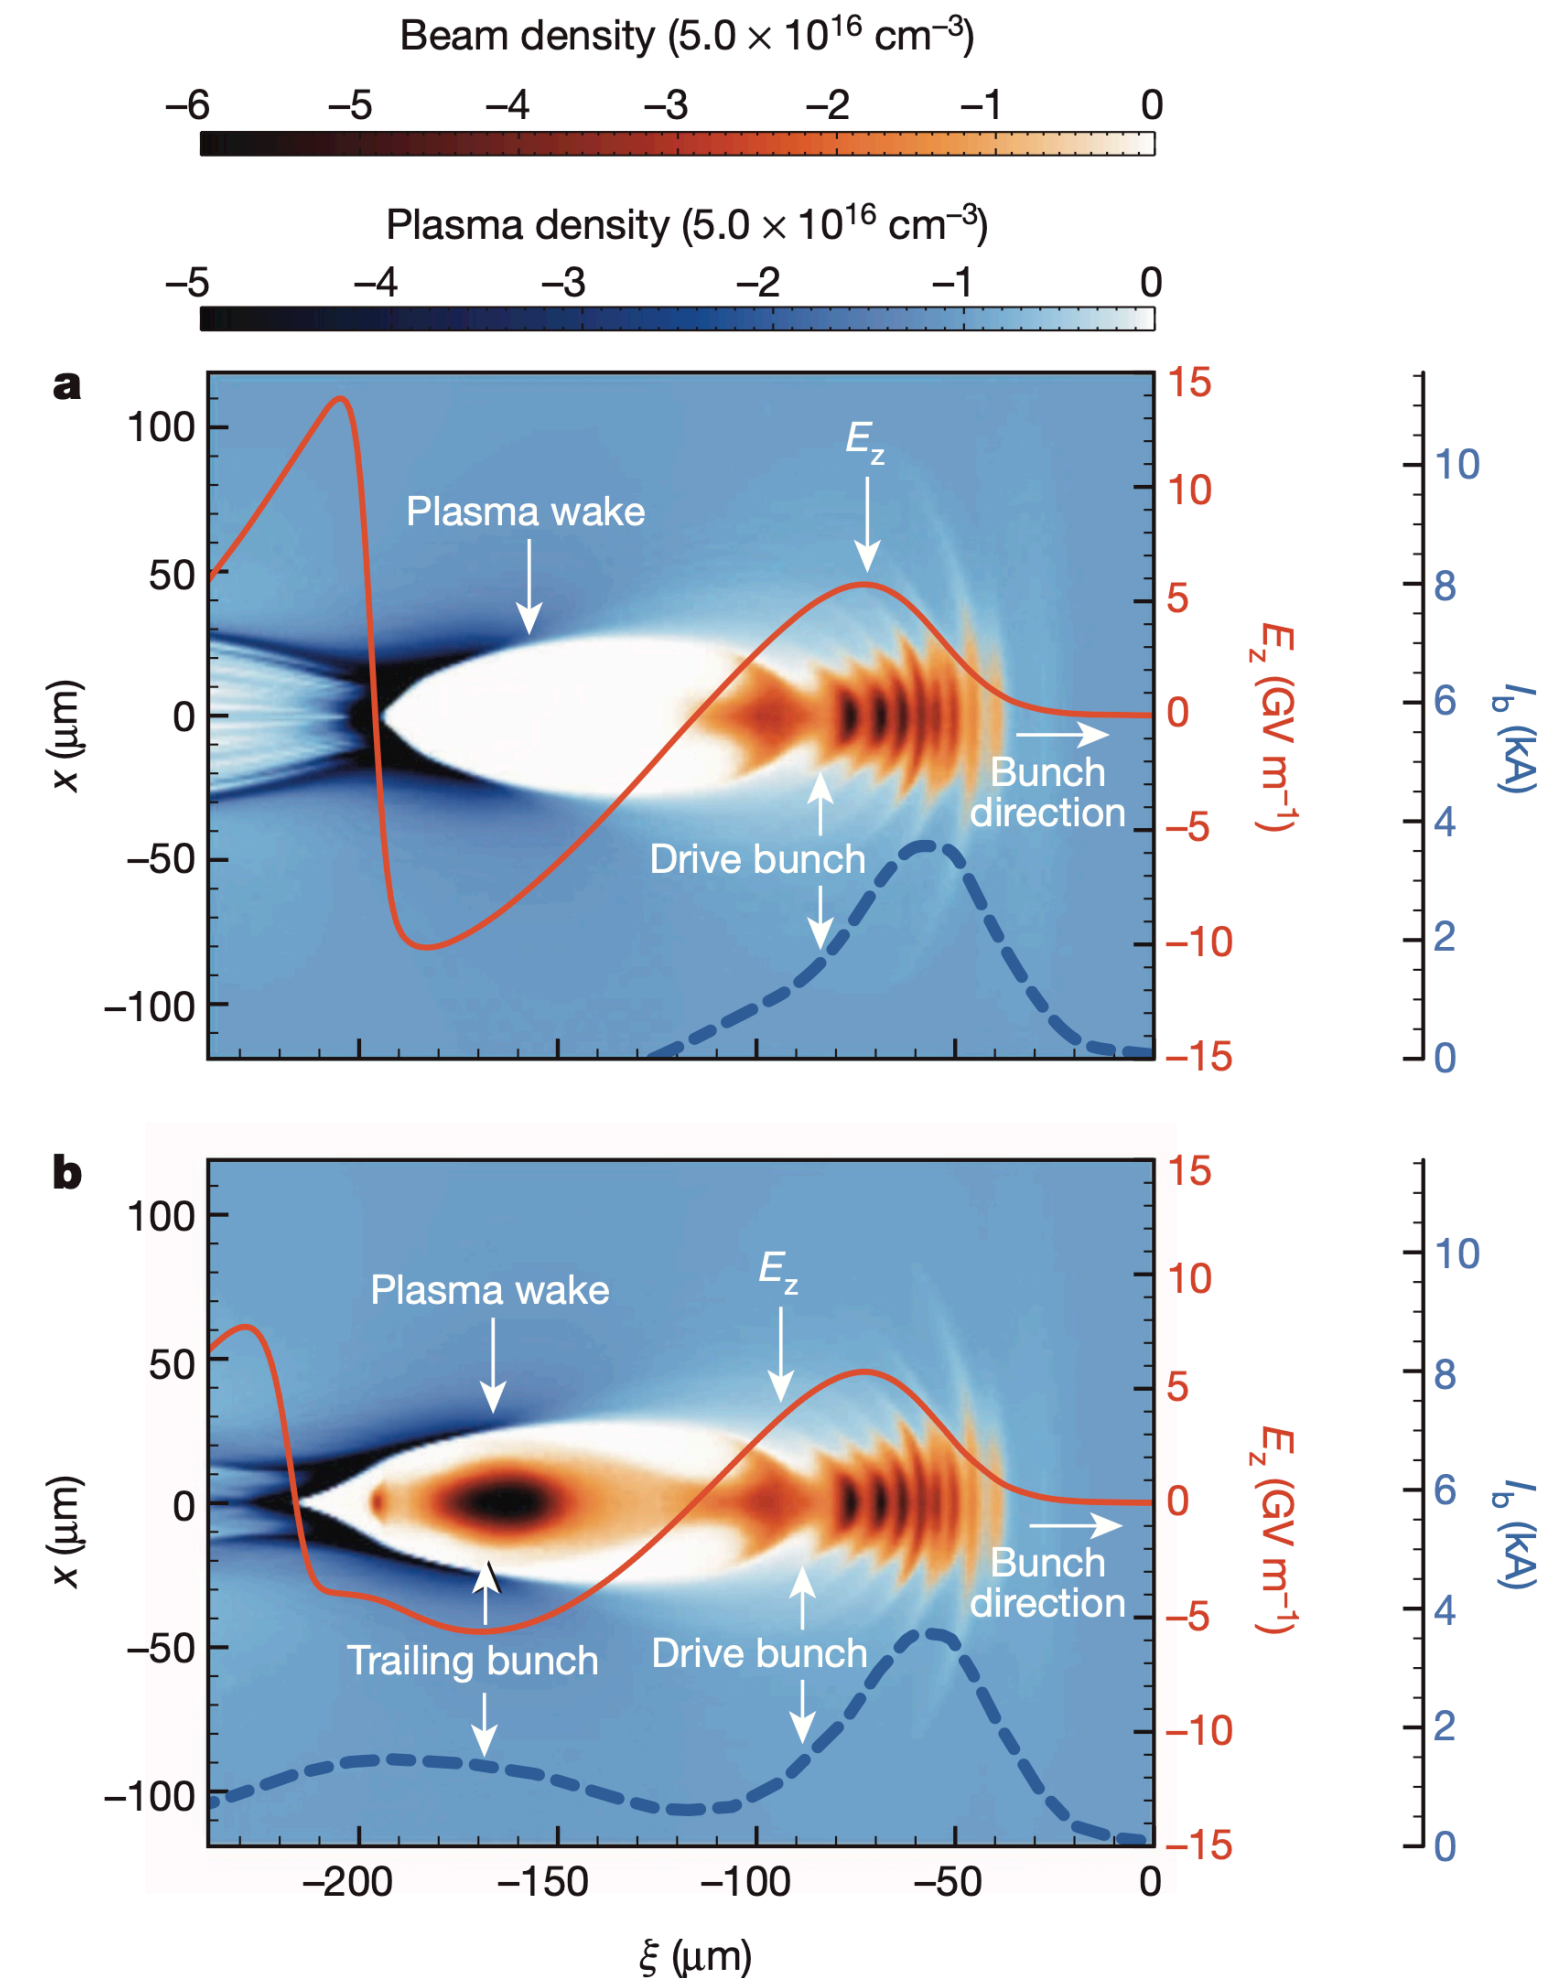 Beam density (5.0 × 10¹⁶ cm⁻³)
–6 –5 –4 –3 –2 –1 0
Plasma density (5.0 × 10¹⁶ cm⁻³)
–5 –4 –3 –2 –1 0
a
100
50
0
–50
–100
x (μm)
Plasma wake
E_z
Drive bunch
Bunch
direction
15
10
5
0
–5
–10
–15
E_z (GV m⁻¹)
10
8
6
4
2
0
I_b (kA)
b
100
50
0
–50
–100
x (μm)
Plasma wake
E_z
Trailing bunch
Drive bunch
Bunch
direction
15
10
5
0
–5
–10
–15
E_z (GV m⁻¹)
10
8
6
4
2
0
I_b (kA)
–200 –150 –100 –50 0
ξ (μm)